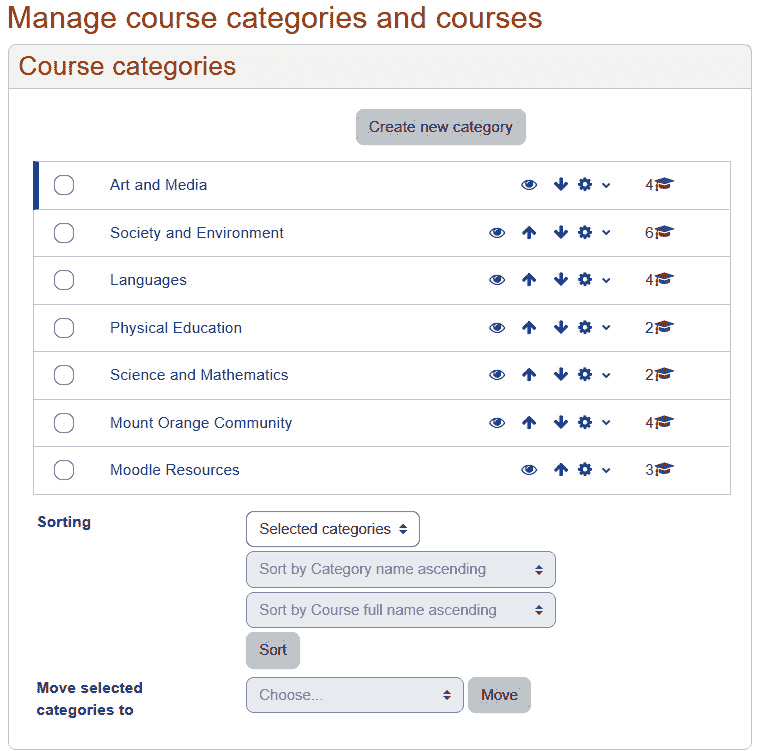 Manage course categories and courses
Course categories
Create new category
Art and Media 4
Society and Environment 6
Languages 4
Physical Education 2
Science and Mathematics 2
Mount Orange Community 4
Moodle Resources 3
Sorting
Selected categories
Sort by Category name ascending
Sort by Course full name ascending
Sort
Move selected
categories to
Choose...
Move